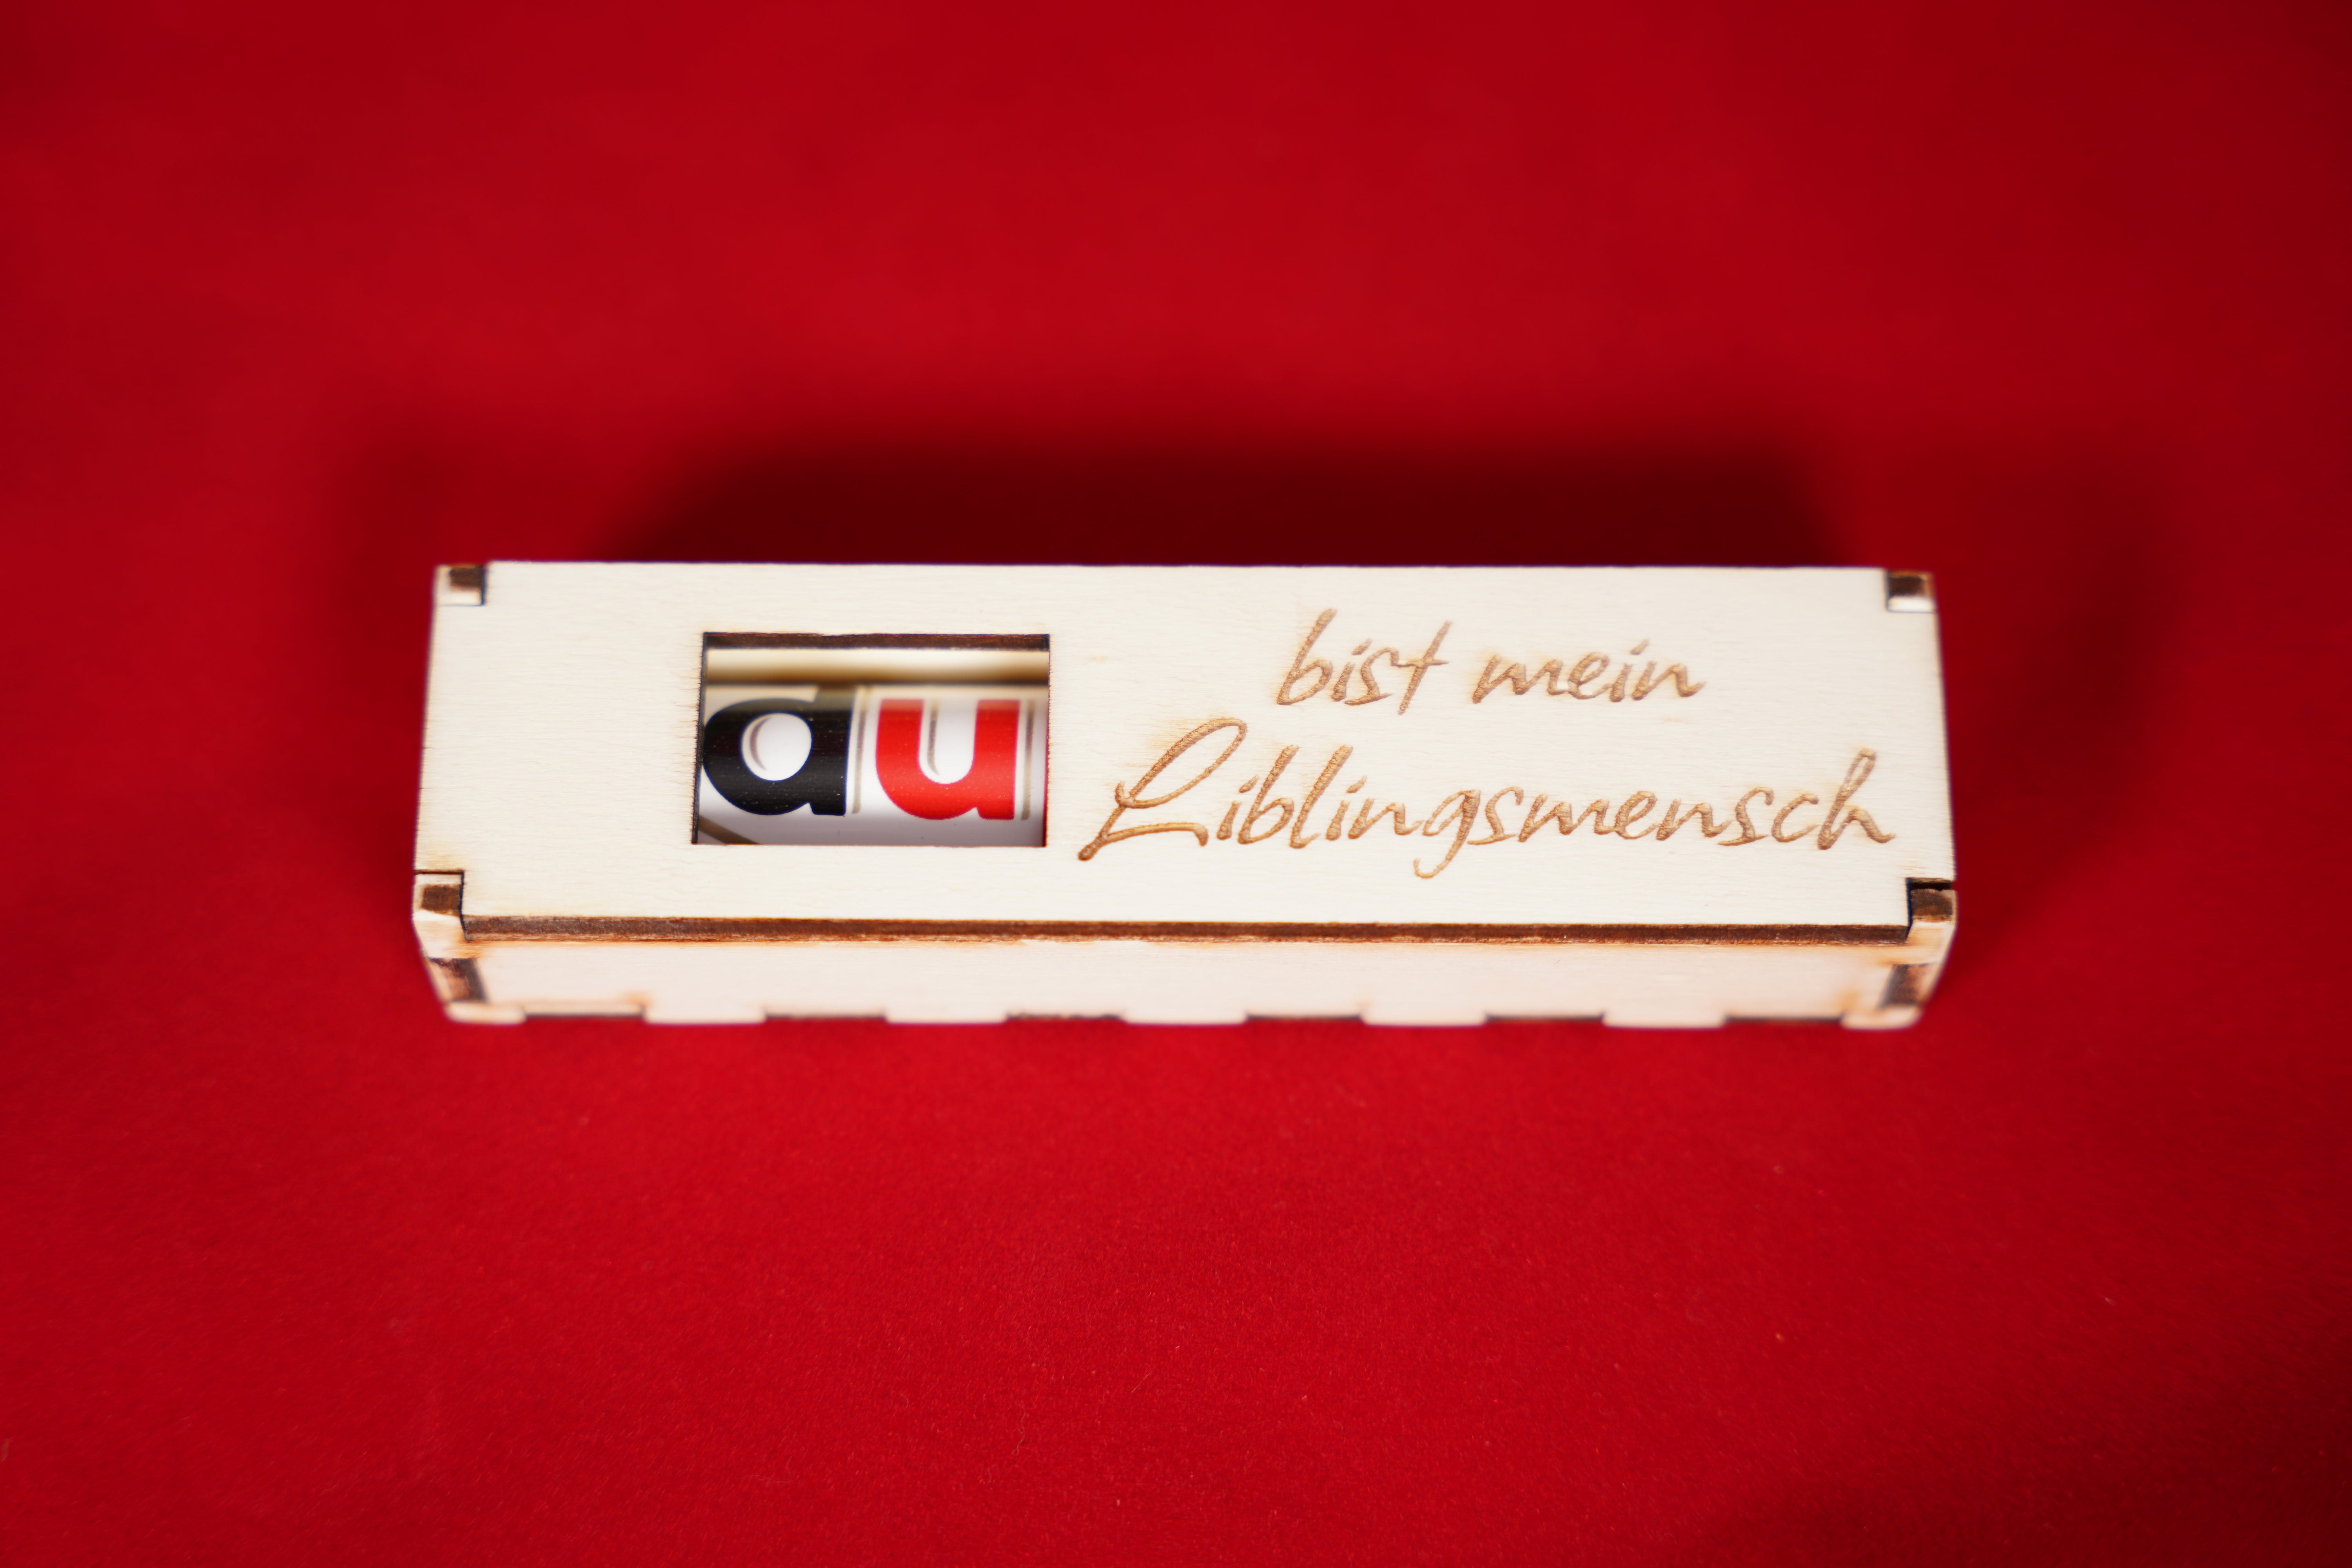 du
bist mein
Liblingsmensch